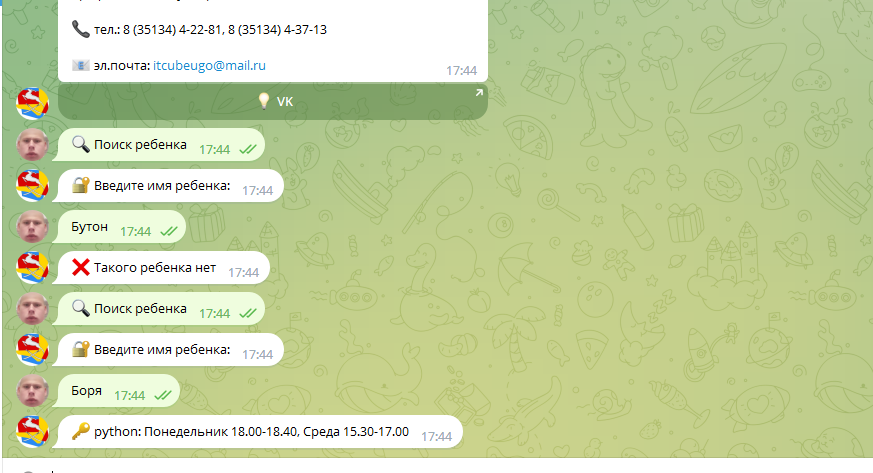 тел.: 8 (35134) 4-22-81, 8 (35134) 4-37-13
эл.почта: itcubeugo@mail.ru
17:44
VK
Поиск ребенка 17:44
Введите имя ребенка: 17:44
Бутон 17:44
Такого ребенка нет 17:44
Поиск ребенка 17:44
Введите имя ребенка: 17:44
Боря 17:44
python: Понедельник 18.00-18.40, Среда 15.30-17.00 17:44